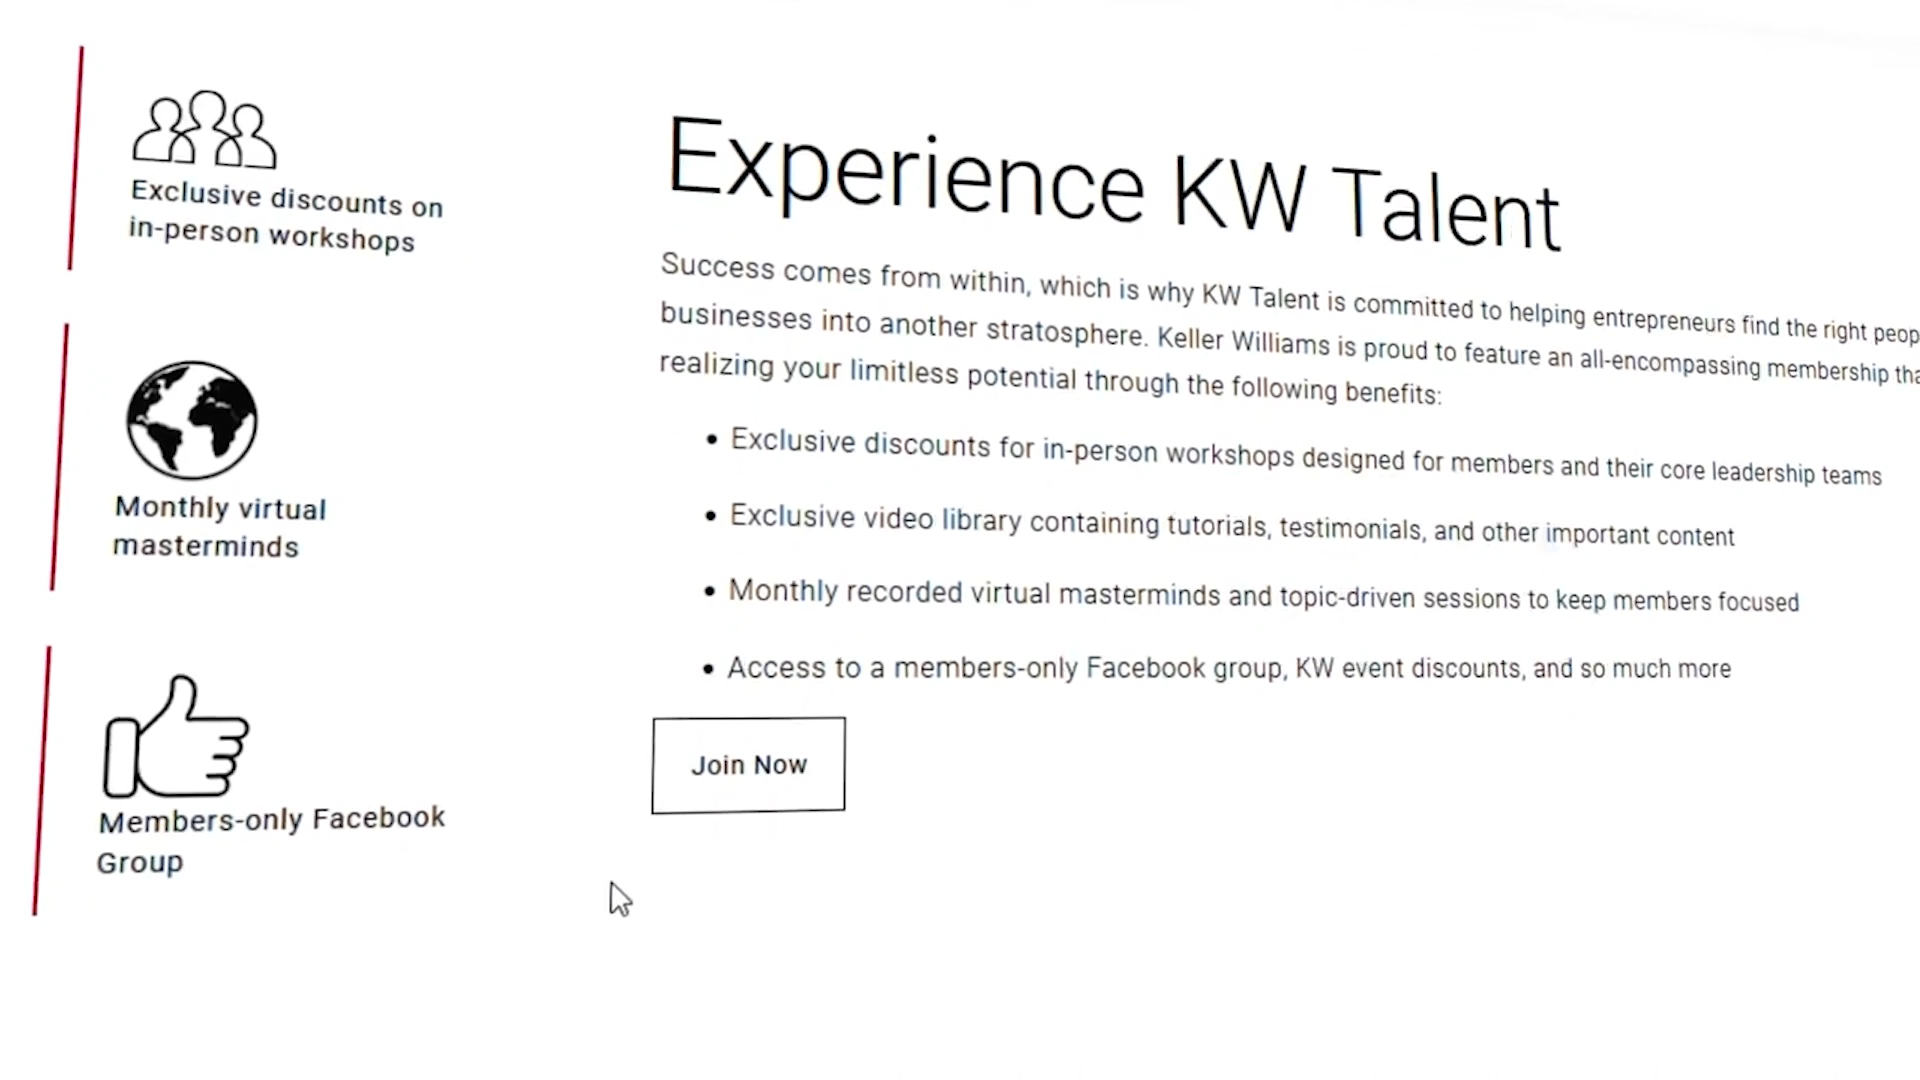 Exclusive discounts on
in-person workshops
Monthly virtual
masterminds
Members-only Facebook
Group
Experience KW Talent
Success comes from within, which is why KW Talent is committed to helping entrepreneurs find the right
businesses into another stratosphere. Keller Williams is proud to feature an all-encompassing membership
realizing your limitless potential through the following benefits:
• Exclusive discounts for in-person workshops designed for members and their core leadership teams
• Exclusive video library containing tutorials, testimonials, and other important content
• Monthly recorded virtual masterminds and topic-driven sessions to keep members focused
• Access to a members-only Facebook group, KW event discounts, and so much more
Join Now